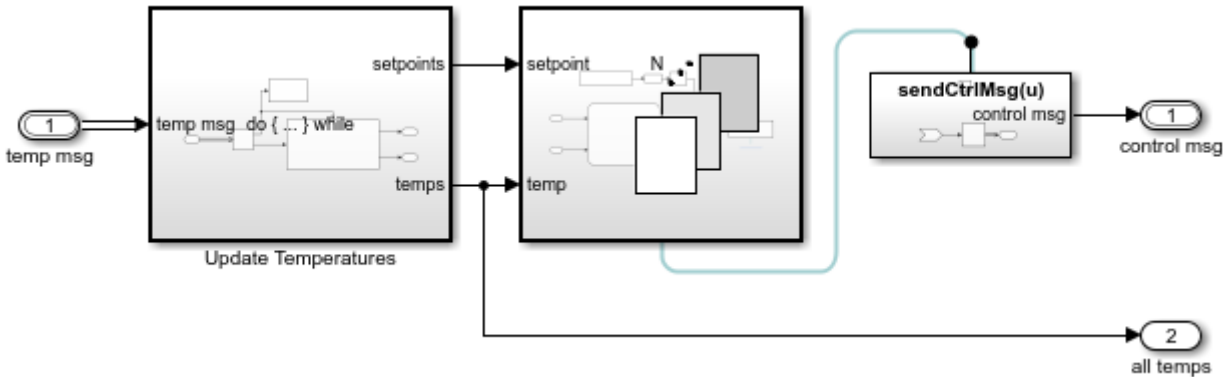 setpoints
setpoint
N
sendCtrlMsg(u)
1
temp msg
temp msg do { ... } while
control msg
1
control msg
temps
temp
Update Temperatures
2
all temps